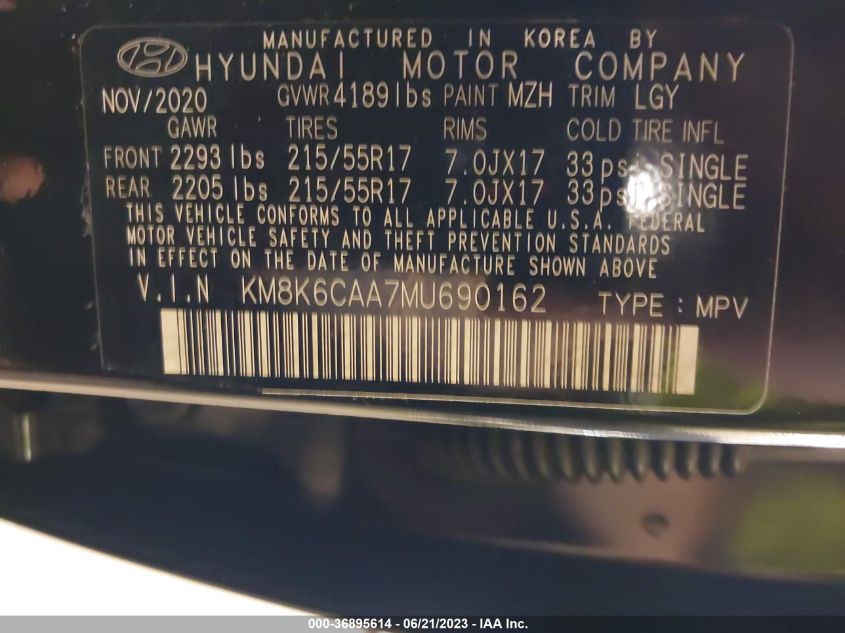 MANUFACTURED IN KOREA BY
HYUNDAI MOTOR COMPANY
NOV/2020 GVWR 4189 lbs PAINT MZH TRIM LGY
GAWR TIRES RIMS COLD TIRE INFL
FRONT 2293 lbs 215/55R17 7.0JX17 33 psi SINGLE
REAR 2205 lbs 215/55R17 7.0JX17 33 psi SINGLE
THIS VEHICLE CONFORMS TO ALL APPLICABLE U.S.A. FEDERAL
MOTOR VEHICLE SAFETY AND THEFT PREVENTION STANDARDS
IN EFFECT ON THE DATE OF MANUFACTURE SHOWN ABOVE
V.I.N KM8K6CAA7MU690162 TYPE : MPV
000-36895614 - 06/21/2023 - IAA Inc.